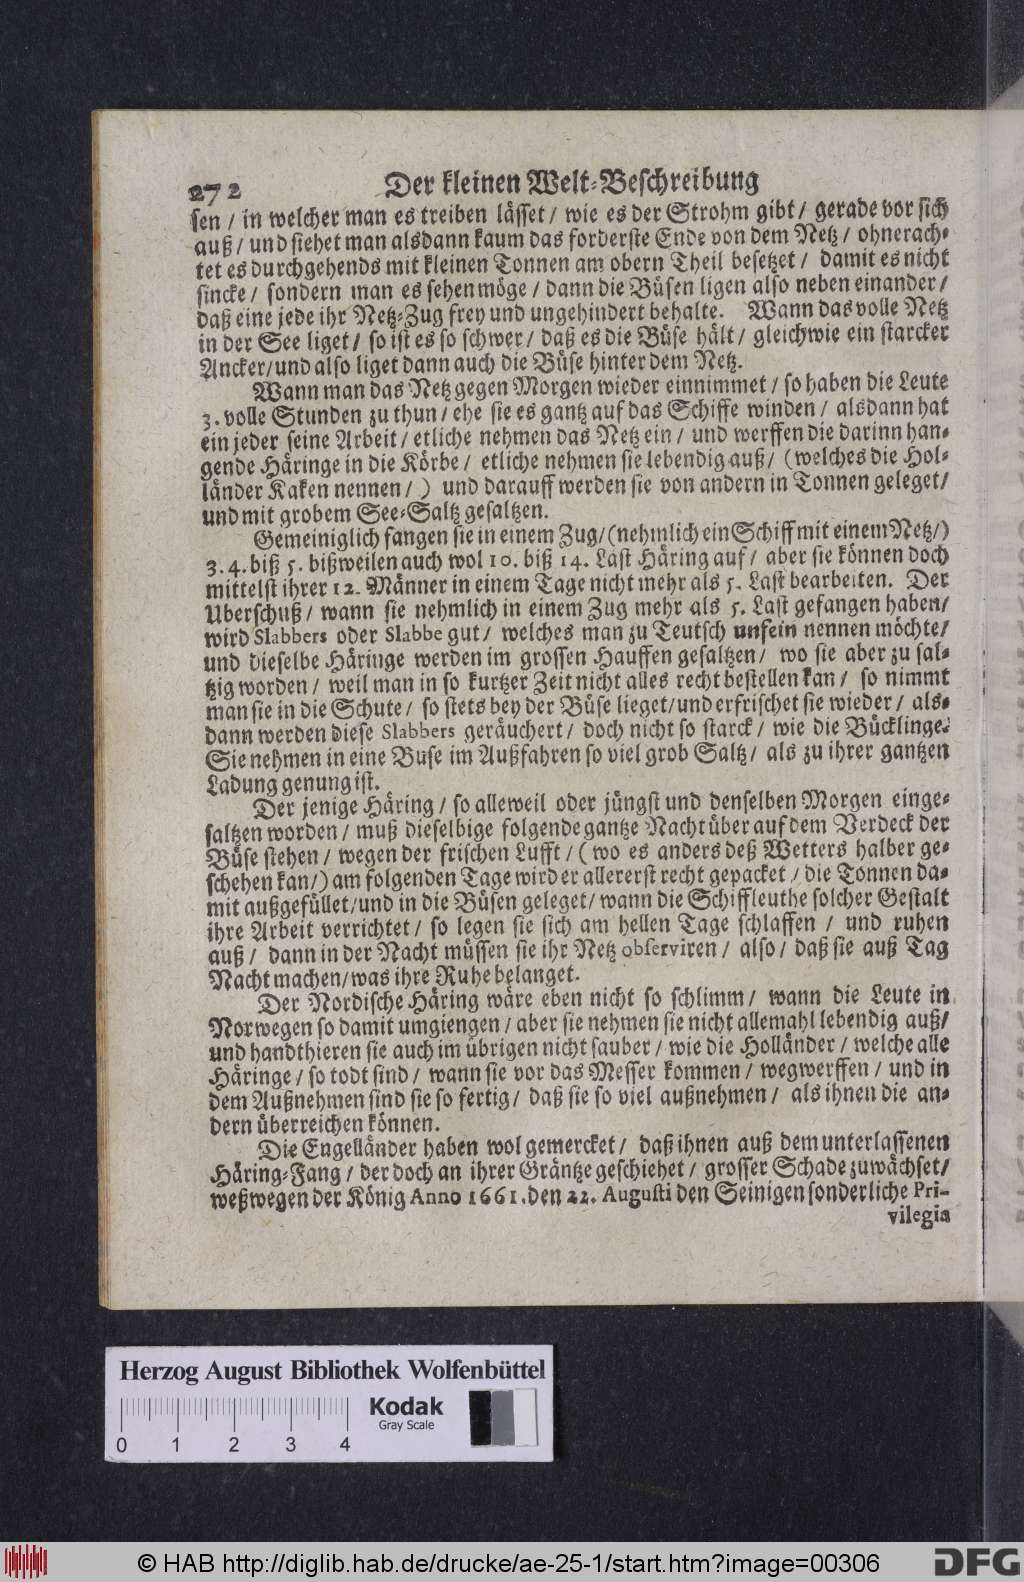 272 Der kleinen Welt-Beschreibung
sen / in welcher man es treiben lässet / wie es der Strohm gibt / gerade vor sich
auß / und siehet man alsdann kaum das forderste Ende von dem Netz / ohnerach-
tet es durchgehends mit kleinen Tonnen am obern Theil besetzet / damit es nicht
sincke / sondern man es sehen möge / dann die Büsen ligen also neben einander /
daß eine jede ihr Netz-Zug frey und ungehindert behalte. Wann das volle Netz
in der See liget / so ist es so schwer / daß es die Büse hält / gleichwie ein starcker
Ancker/und also liget dann auch die Büse hinter dem Netz.
Wann man das Netz gegen Morgen wieder einnimmet / so haben die Leute
3. volle Stunden zu thun / ehe sie es gantz auf das Schiffe winden / alsdann hat
ein jeder seine Arbeit / etliche nehmen das Netz ein / und werffen die darinn han-
gende Häringe in die Körbe / etliche nehmen sie lebendig auß / (welches die Hol-
länder Kaken nennen / ) und darauff werden sie von andern in Tonnen geleget/
und mit grobem See-Saltz gesaltzen.
Gemeiniglich fangen sie in einem Zug/(nehmlich ein Schiff mit einem Netz/)
3. 4. biß 5. bißweilen auch wol 10. biß 14. Last Häring auf / aber sie können doch
mittelst ihrer 12. Männer in einem Tage nicht mehr als 5. Last bearbeiten. Der
Uberschuß / wann sie nehmlich in einem Zug mehr als 5. Last gefangen haben/
wird Slabbers oder Slabbe gut / welches man zu Teutsch unfein nennen möchte/
und dieselbe Häringe werden im grossen Hauffen gesaltzen / wo sie aber zu sal-
tzig worden / weil man in so kurtzer Zeit nicht alles recht bestellen kan / so nimmt
man sie in die Schute / so stets bey der Büse lieget/und erfrischet sie wieder / als-
dann werden diese Slabbers geräuchert / doch nicht so starck / wie die Bücklinge.
Sie nehmen in eine Buse im Außfahren so viel grob Saltz / als zu ihrer gantzen
Ladung genung ist.
Der jenige Häring / so alleweil oder jüngst und denselben Morgen einge-
saltzen worden / muß dieselbige folgende gantze Nacht über auf dem Verdeck der
Büse stehen / wegen der frischen Lufft / ( wo es anders deß Wetters halber ge-
schehen kan/) am folgenden Tage wird er allererst recht gepacket / die Tonnen da-
mit außgefüllet/und in die Büsen geleget/ wann die Schiffleuthe solcher Gestalt
ihre Arbeit verrichtet / so legen sie sich am hellen Tage schlaffen / und ruhen
auß / dann in der Nacht müssen sie ihr Netz observiren / also / daß sie auß Tag
Nacht machen/was ihre Ruhe belanget.
Der Nordische Häring wäre eben nicht so schlimm / wann die Leute in
Norwegen so damit umgiengen / aber sie nehmen sie nicht allemahl lebendig auß/
und handthieren sie auch im übrigen nicht sauber / wie die Holländer / welche alle
Häringe / so todt sind / wann sie vor das Messer kommen / wegwerffen / und in
dem Außnehmen sind sie so fertig / daß sie so viel außnehmen / als ihnen die an-
dern überreichen können.
Die Engelländer haben wol gemercket / daß ihnen auß dem unterlassenen
Häring-Fang / der doch an ihrer Gräntze geschiehet / grosser Schade zuwächset/
weßwegen der König Anno 1661. den 22. Augusti den Seinigen sonderliche Pri-
vilegia
Herzog August Bibliothek Wolfenbüttel
Kodak
Gray Scale
0 1 2 3 4
© HAB http://diglib.hab.de/drucke/ae-25-1/start.htm?image=00306
DFG